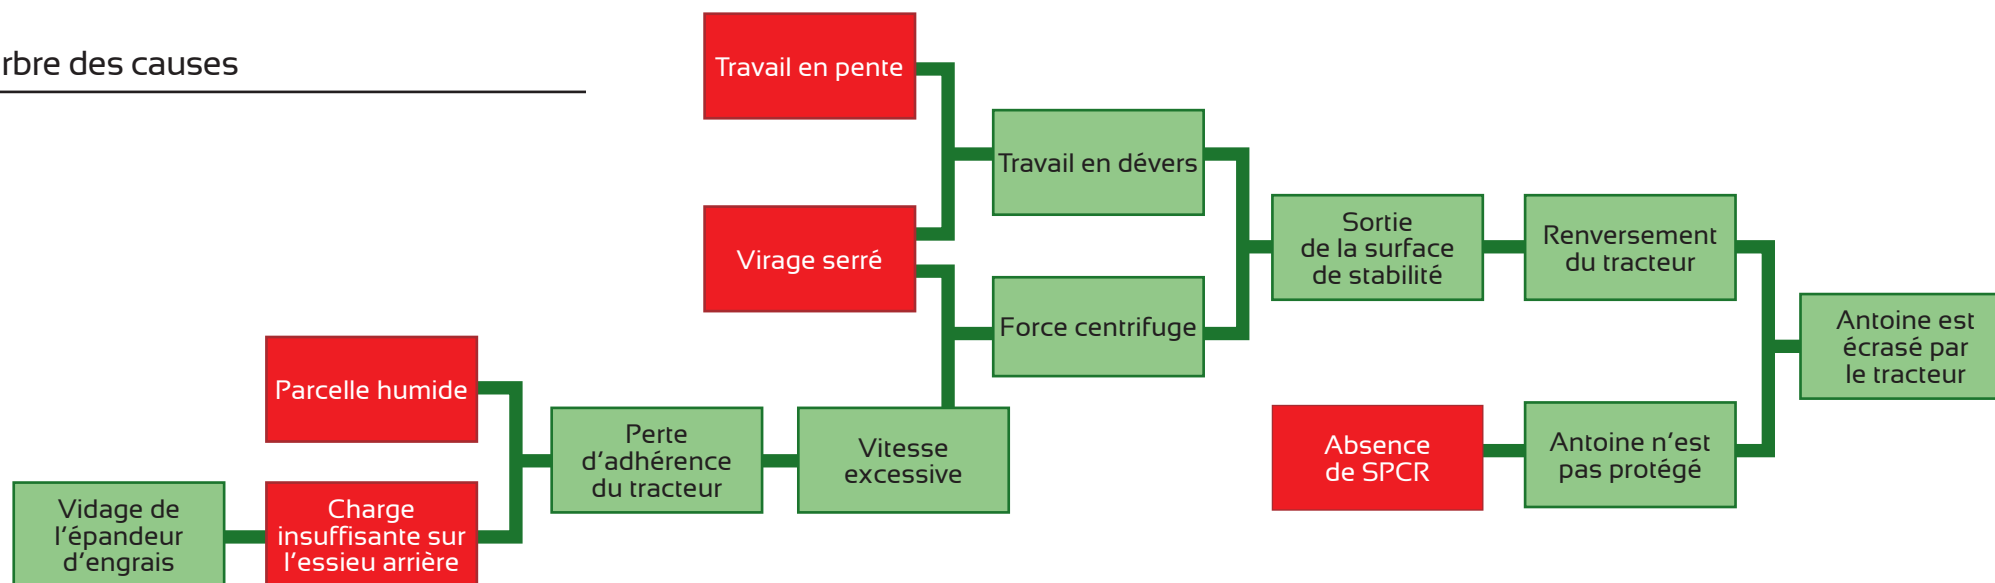 rbre des causes
Travail en pente
Travail en dévers
Virage serré
Sortie
de la surface
de stabilité
Renversement
du tracteur
Force centrifuge
Antoine est
écrasé par
le tracteur
Parcelle humide
Perte
d'adhérence
du tracteur
Vitesse
excessive
Absence
de SPCR
Antoine n'est
pas protégé
Vidage de
l'épandeur
d'engrais
Charge
insuffisante sur
l'essieu arrière